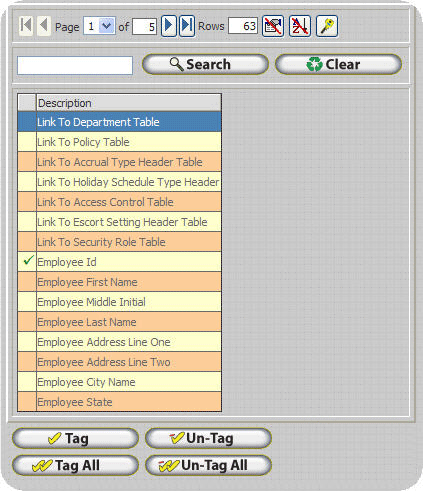 Page 1 of 5 Rows 63
Search Clear
Description
Link To Department Table
Link To Policy Table
Link To Accrual Type Header Table
Link To Holiday Schedule Type Header
Link To Access Control Table
Link To Escort Setting Header Table
Link To Security Role Table
Employee Id
Employee First Name
Employee Middle Initial
Employee Last Name
Employee Address Line One
Employee Address Line Two
Employee City Name
Employee State
Tag Un-Tag
Tag All Un-Tag All